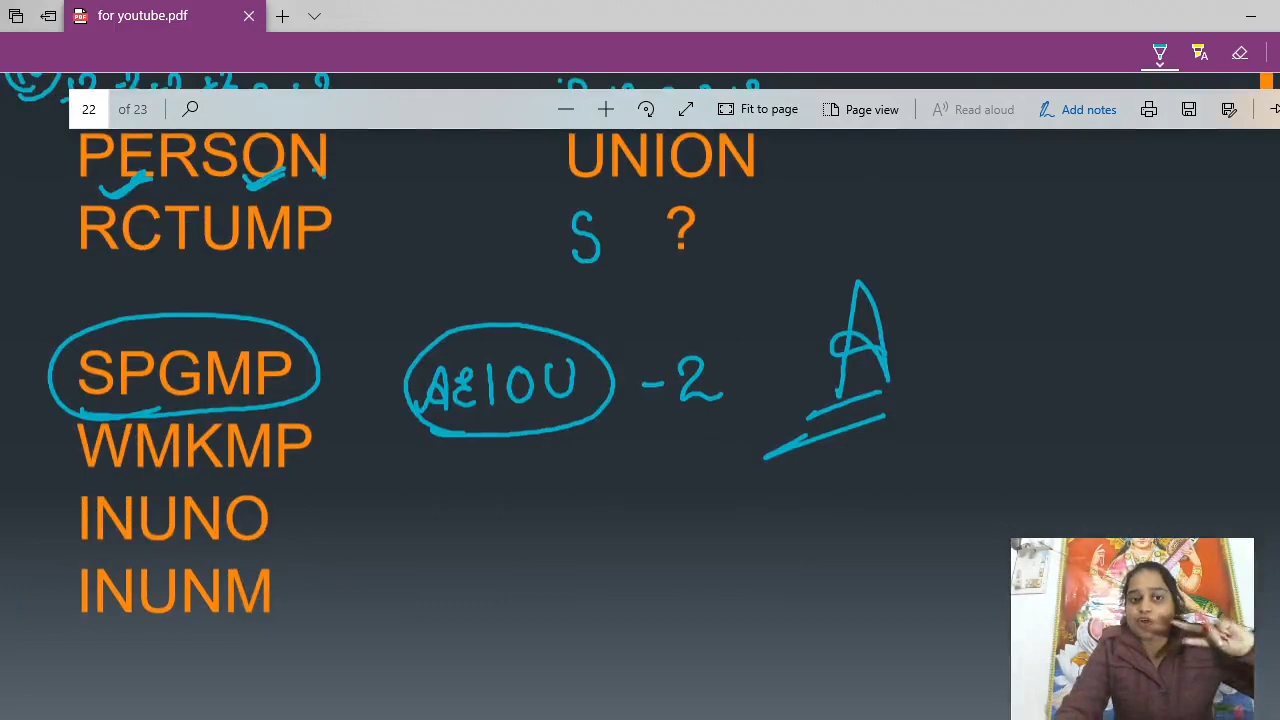 for youtube.pdf
22 of 23 Fit to page Page view Read aloud Add notes
PERSON UNION
RCTUMP S ?
SPGMP AEIOU -2 A
WMKMP
INUNO
INUNM